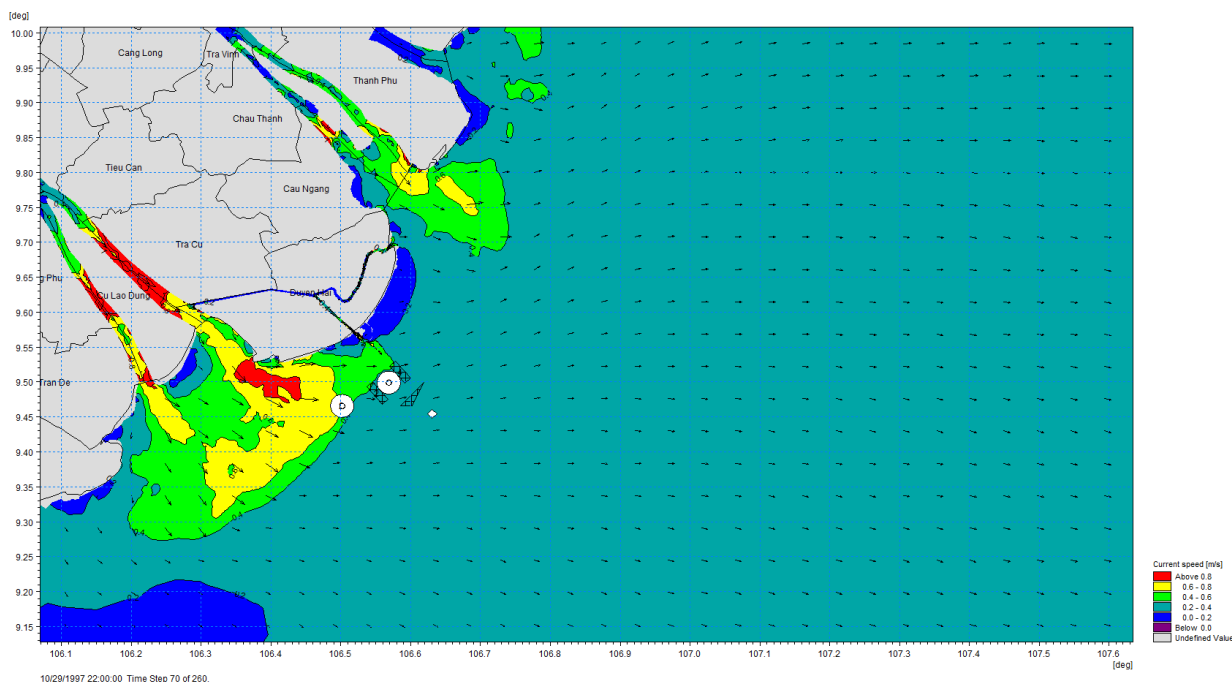 [deg]
10.00
9.95
9.90
9.85
9.80
9.75
9.70
9.65
9.60
9.55
9.50
9.45
9.40
9.35
9.30
9.25
9.20
9.15
Cang Long
Tra Vinh
Thanh Phu
Chau Thanh
Tieu Can
Cau Ngang
Tra Cu
g Phu
Cu Lao Dung
Duyen Hai
Tran De
0.2
0.4
0.4
106.1 106.2 106.3 106.4 106.5 106.6 106.7 106.8 106.9 107.0 107.1 107.2 107.3 107.4 107.5 107.6
[deg]
10/29/1997 22:00:00 Time Step 70 of 260.
Current speed [m/s]
Above 0.8
0.6 - 0.8
0.4 - 0.6
0.2 - 0.4
0.0 - 0.2
Below 0.0
Undefined Value